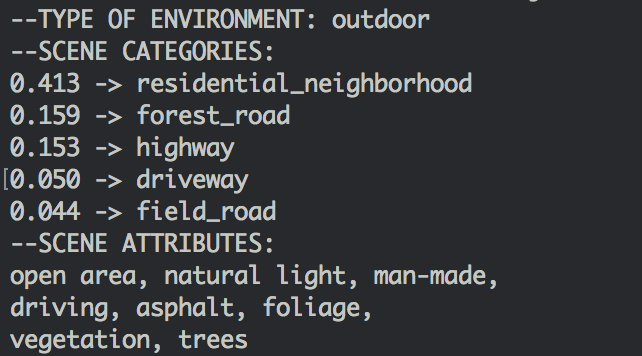 --TYPE OF ENVIRONMENT: outdoor
--SCENE CATEGORIES:
0.413 -> residential_neighborhood
0.159 -> forest_road
0.153 -> highway
[0.050 -> driveway
0.044 -> field_road
--SCENE ATTRIBUTES:
open area, natural light, man-made,
driving, asphalt, foliage,
vegetation, trees